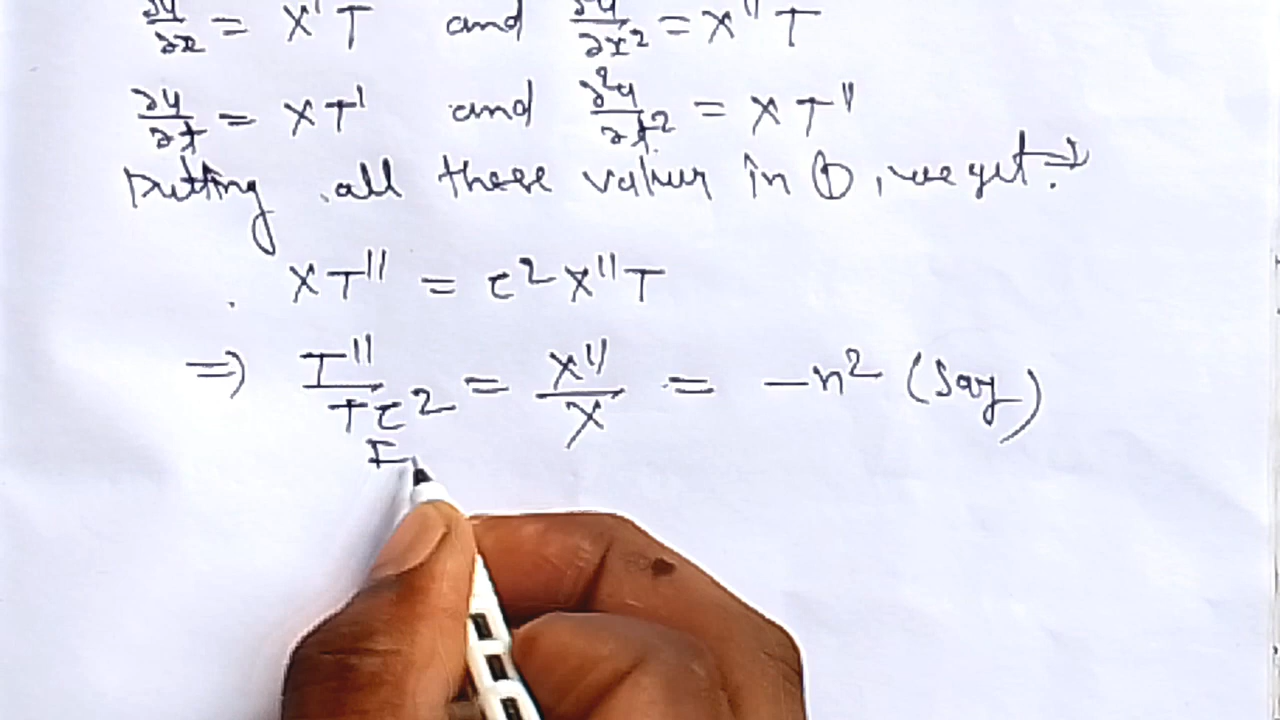 ∂y/∂x = X'T and ∂²y/∂x² = X''T
∂y/∂t = XT' and ∂²y/∂t² = XT''
Putting all these values in ①, we get →
XT'' = c²X''T
⇒ T''/Tc² = X''/X = -n² (Say)